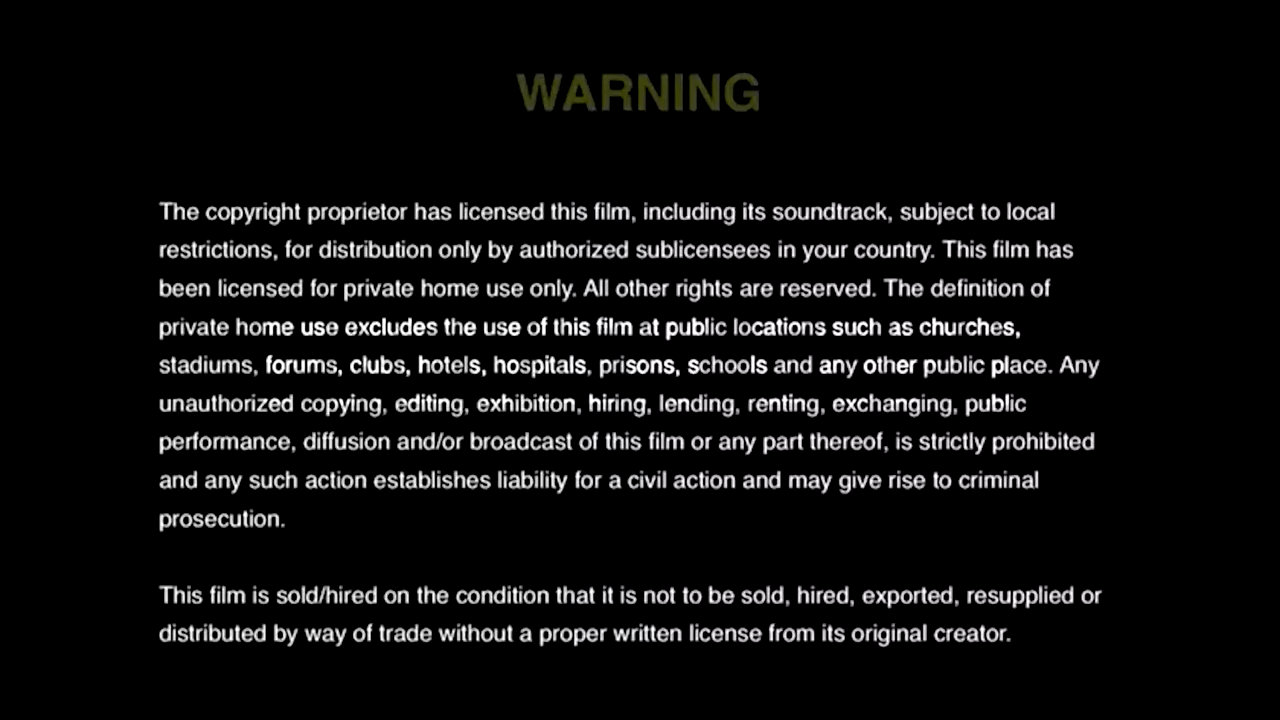 WARNING
The copyright proprietor has licensed this film, including its soundtrack, subject to local
restrictions, for distribution only by authorized sublicensees in your country. This film has
been licensed for private home use only. All other rights are reserved. The definition of
private home use excludes the use of this film at public locations such as churches,
stadiums, forums, clubs, hotels, hospitals, prisons, schools and any other public place. Any
unauthorized copying, editing, exhibition, hiring, lending, renting, exchanging, public
performance, diffusion and/or broadcast of this film or any part thereof, is strictly prohibited
and any such action establishes liability for a civil action and may give rise to criminal
prosecution.
This film is sold/hired on the condition that it is not to be sold, hired, exported, resupplied or
distributed by way of trade without a proper written license from its original creator.